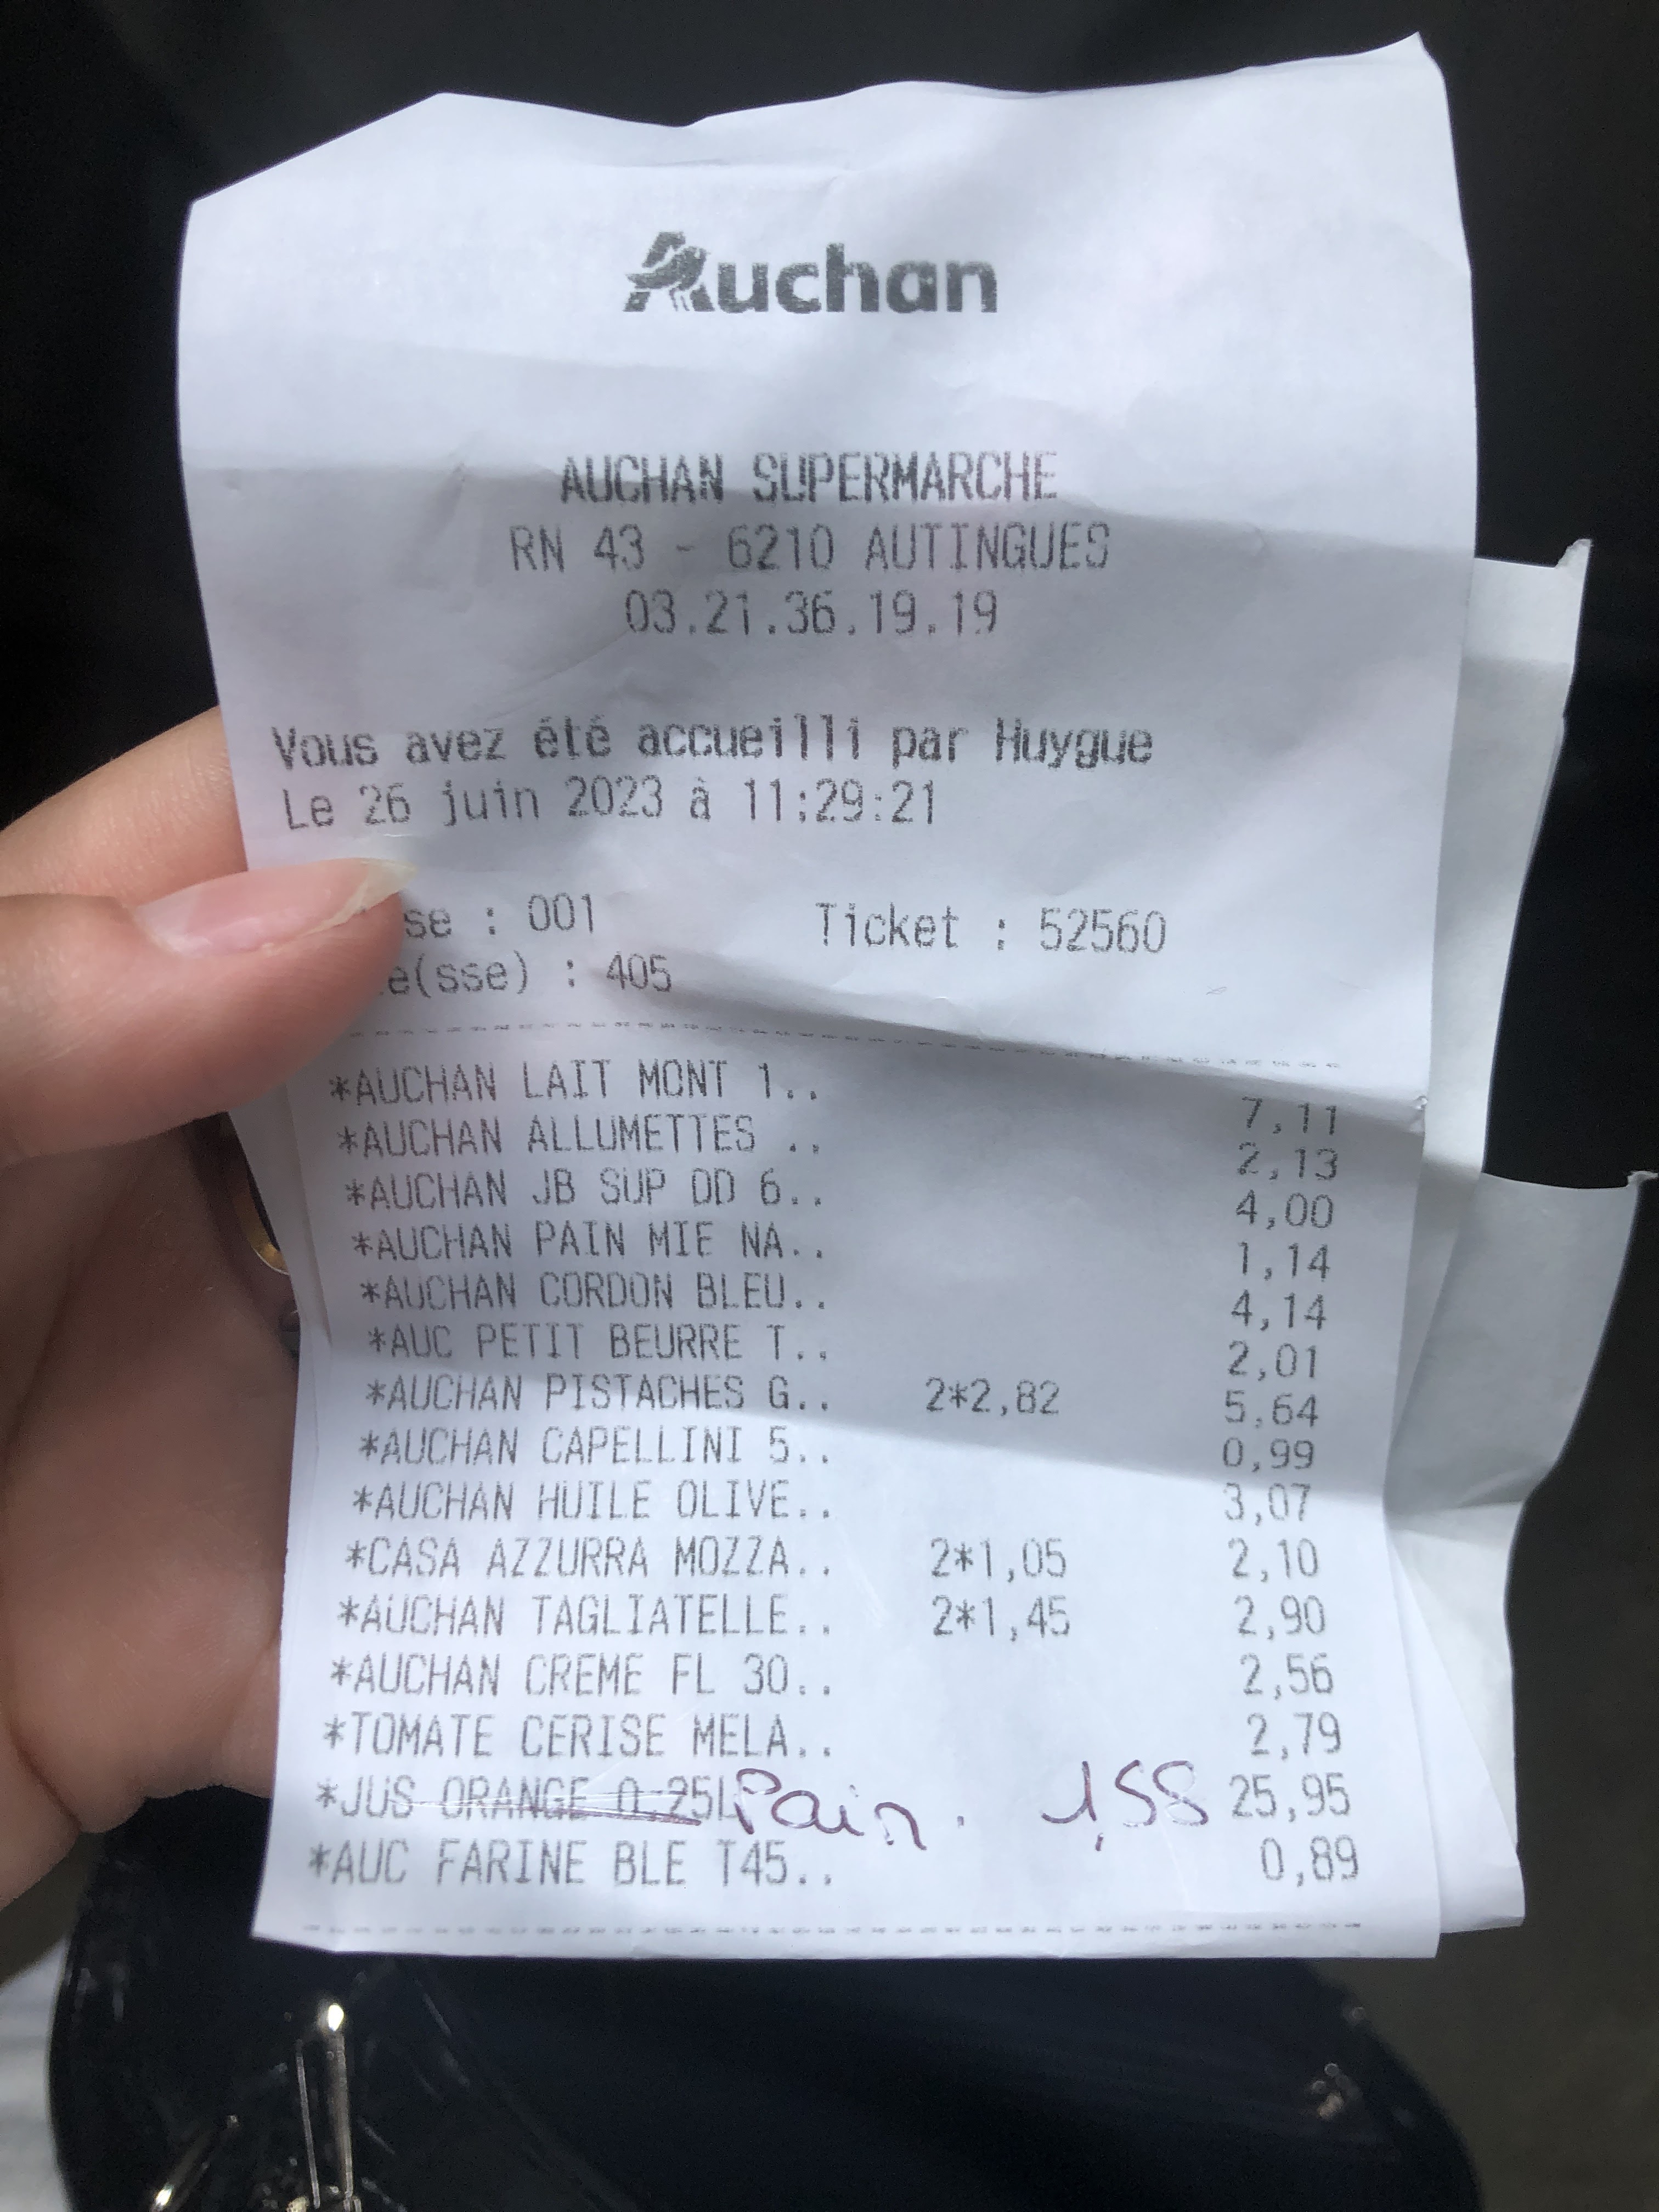 Auchan
AUCHAN SUPERMARCHE
RN 43 - 6210 AUTINGUES
03.21.36.19.19
Vous avez été accueilli par Huygue
Le 26 juin 2023 à 11:29:21
se : 001 Ticket : 52560
e(sse) : 405
*AUCHAN LAIT MONT 1.. 7,11
*AUCHAN ALLUMETTES .. 2,13
*AUCHAN JB SUP DD 6.. 4,00
*AUCHAN PAIN MIE NA.. 1,14
*AUCHAN CORDON BLEU.. 4,14
*AUC PETIT BEURRE T.. 2,01
*AUCHAN PISTACHES G.. 2*2,82 5,64
*AUCHAN CAPELLINI 5.. 0,99
*AUCHAN HUILE OLIVE.. 3,07
*CASA AZZURRA MOZZA.. 2*1,05 2,10
*AUCHAN TAGLIATELLE.. 2*1,45 2,90
*AUCHAN CREME FL 30.. 2,56
*TOMATE CERISE MELA.. 2,79
*JUS ORANGE 0.25L Pain. 1,58 25,95
*AUC FARINE BLE T45.. 0,89